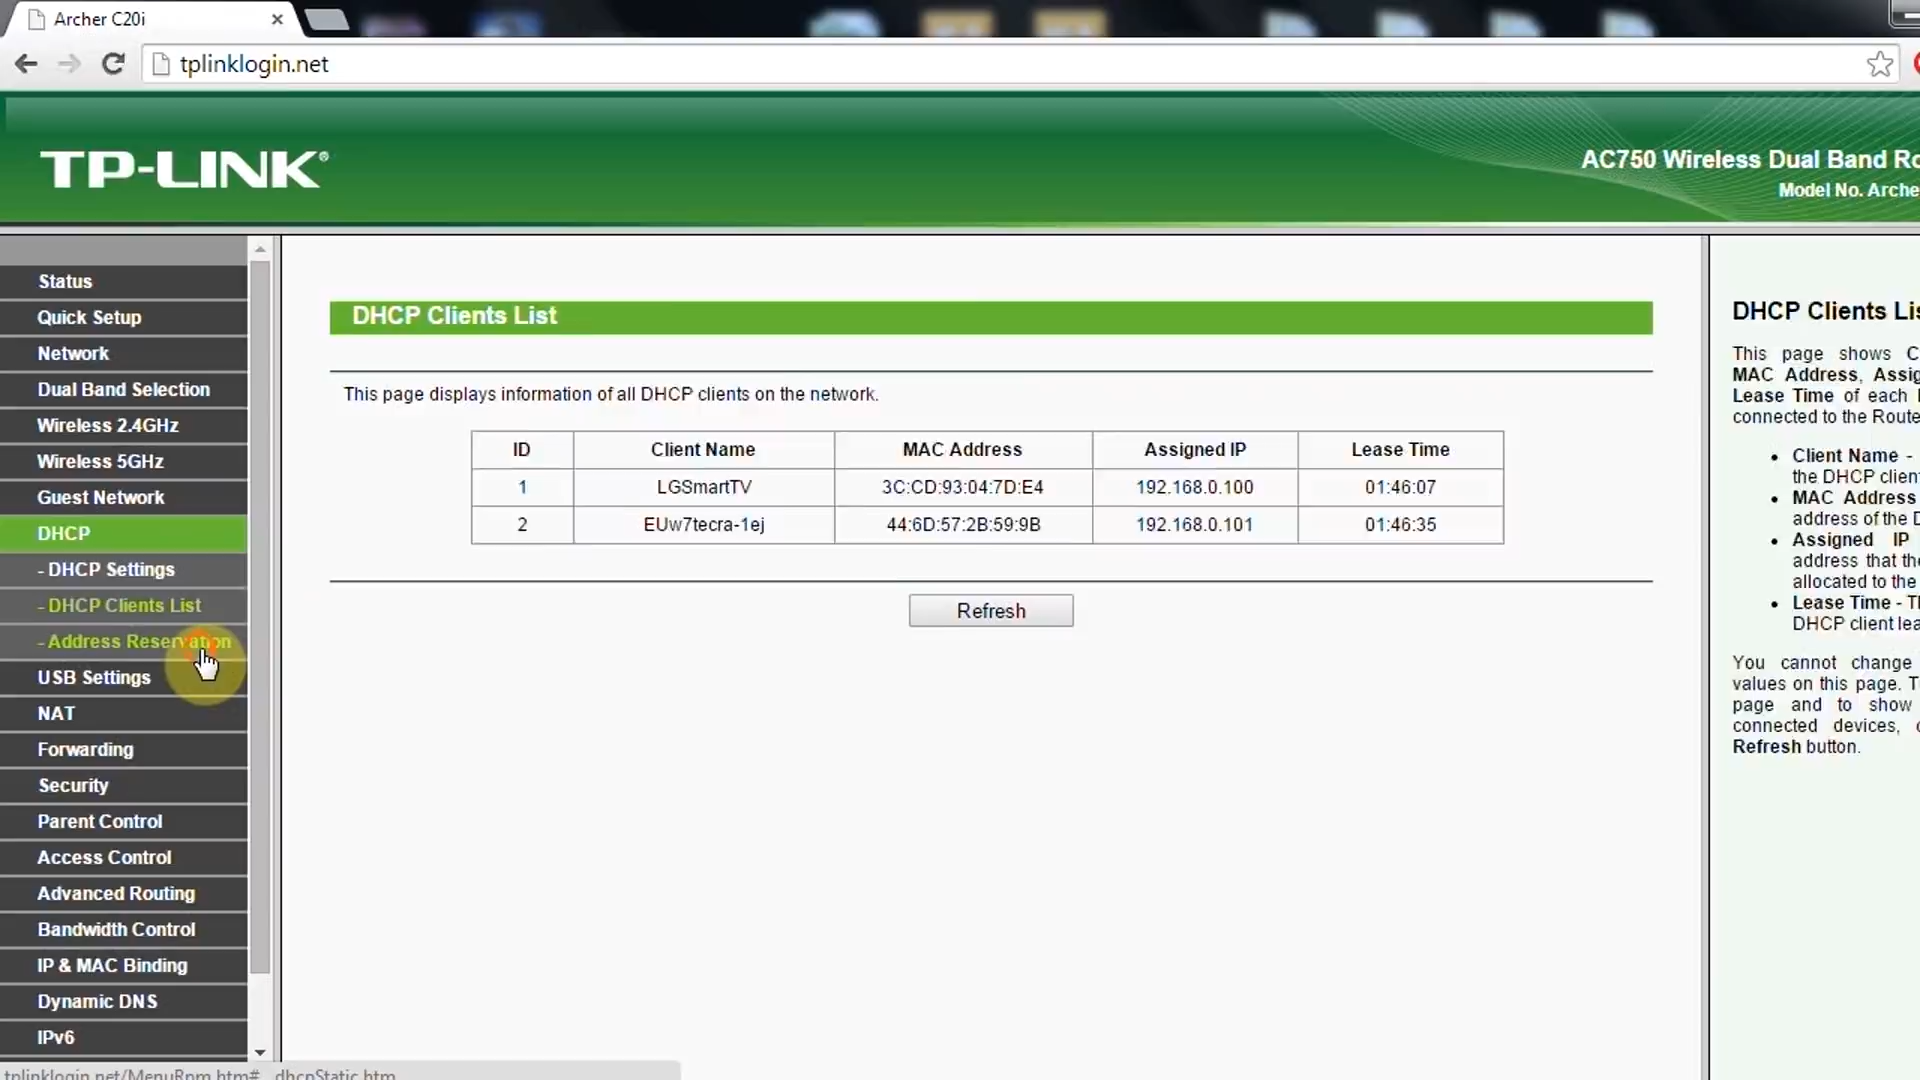 Archer C20i
tplinklogin.net
TP-LINK®
AC750 Wireless Dual Band
Model No.
Status
Quick Setup
Network
Dual Band Selection
Wireless 2.4GHz
Wireless 5GHz
Guest Network
DHCP
- DHCP Settings
- DHCP Clients List
- Address Reservation
USB Settings
NAT
Forwarding
Security
Parent Control
Access Control
Advanced Routing
Bandwidth Control
IP & MAC Binding
Dynamic DNS
IPv6
DHCP Clients List
This page displays information of all DHCP clients on the network.
ID Client Name MAC Address Assigned IP Lease Time
1 LGSmartTV 3C:CD:93:04:7D:E4 192.168.0.100 01:46:07
2 EUw7tecra-1ej 44:6D:57:2B:59:9B 192.168.0.101 01:46:35
Refresh
DHCP Clients
This page shows
MAC Address,
Lease Time of each
connected to the
Client Name -
the DHCP
MAC Address
address of the
Assigned IP
address that
allocated to the
Lease Time -
DHCP client
You cannot change
values on this page.
page and to show
connected devices,
Refresh button.
tplinklogin.net/MenuRpm.htm#__dhcpStatic.htm